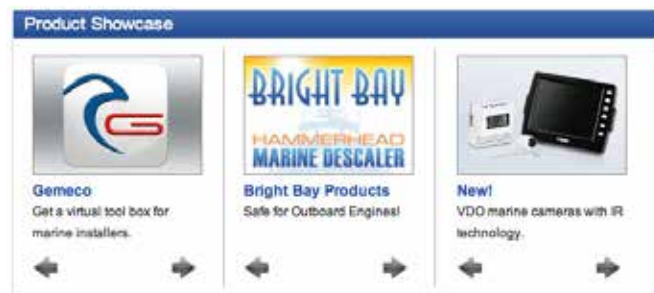 Product Showcase
G
BRIGHT BAY
HAMMERHEAD
MARINE DESCALER
Gemeco
Get a virtual tool box for
marine installers.
Bright Bay Products
Safe for Outboard Engines!
New!
VDO marine cameras with IR
technology.